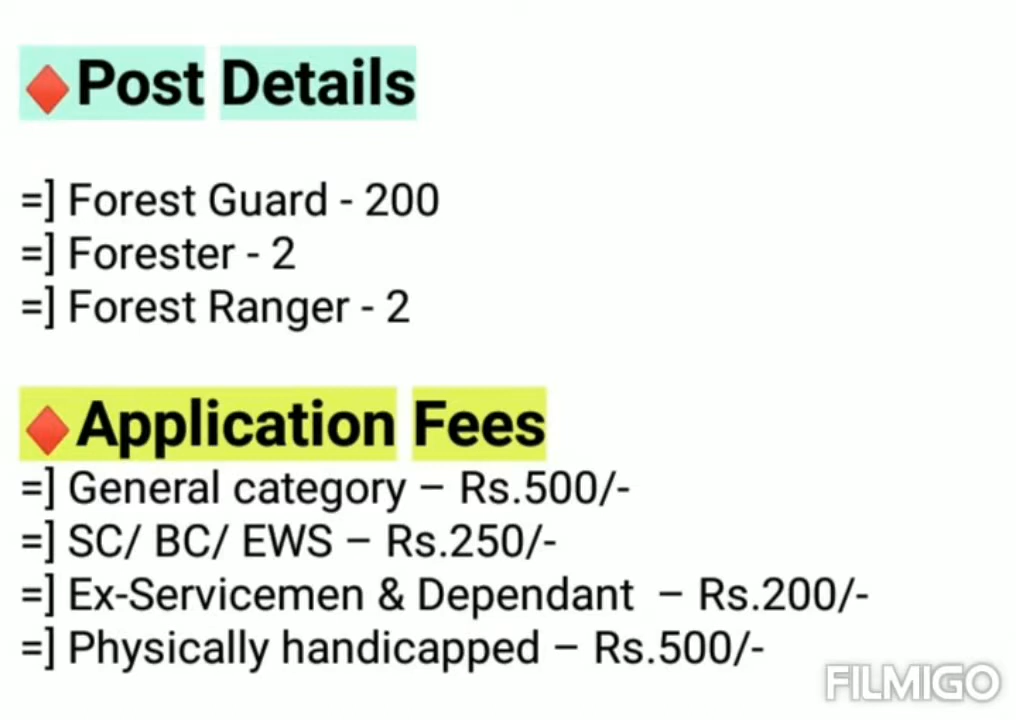 ♦Post Details
=] Forest Guard - 200
=] Forester - 2
=] Forest Ranger - 2
♦Application Fees
=] General category – Rs.500/-
=] SC/ BC/ EWS – Rs.250/-
=] Ex-Servicemen & Dependant – Rs.200/-
=] Physically handicapped – Rs.500/-
FILMIGO